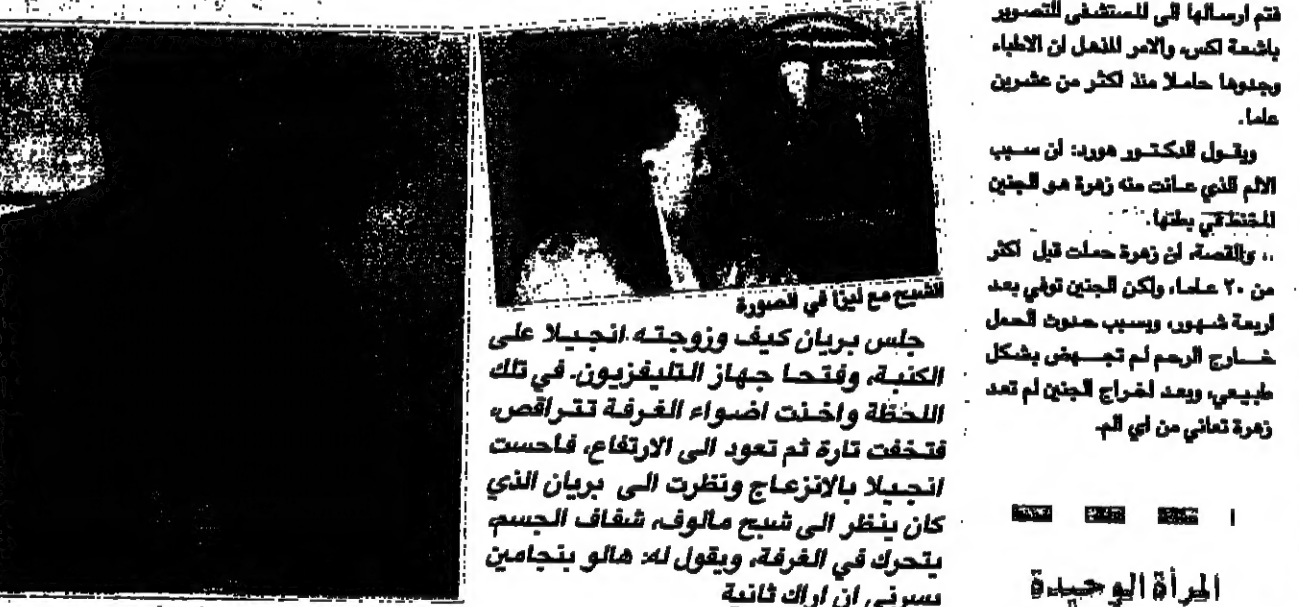 فتم ارسالها الى المستشفى للتصوير
باشعة اكس، والامر المذهل ان الاطباء
وجدوها حاملا منذ اكثر من عشرين
عاما.
ويقول الدكتور هورد: ان سبب
الالم الذي عانت منه زهرة هو الجنين
المحنط في بطنها.
.. والقصة، ان زهرة حملت قبل اكثر
من ٢٠ عاما، ولكن الجنين توفي بعد
اربعة شهور، وبسبب حدوث الحمل
خارج الرحم لم تجهض بشكل
طبيعي، وبعد اخراج الجنين لم تعد
زهرة تعاني من اي الم.
المرأة الوحيدة
الشبح مع ليزا في الصورة
جلس بريان كيف وزوجته انجيلا على
الكنبة، وفتحا جهاز التليفزيون. في تلك
اللحظة واخذت اضواء الغرفة تتراقص،
فتخفت تارة ثم تعود الى الارتفاع، فاحست
انجيلا بالانزعاج ونظرت الى بريان الذي
كان ينظر الى شبح مالوف، شفاف الجسم،
يتحرك في الغرفة، ويقول له: هالو بنجامين
يسرني ان اراك ثانية